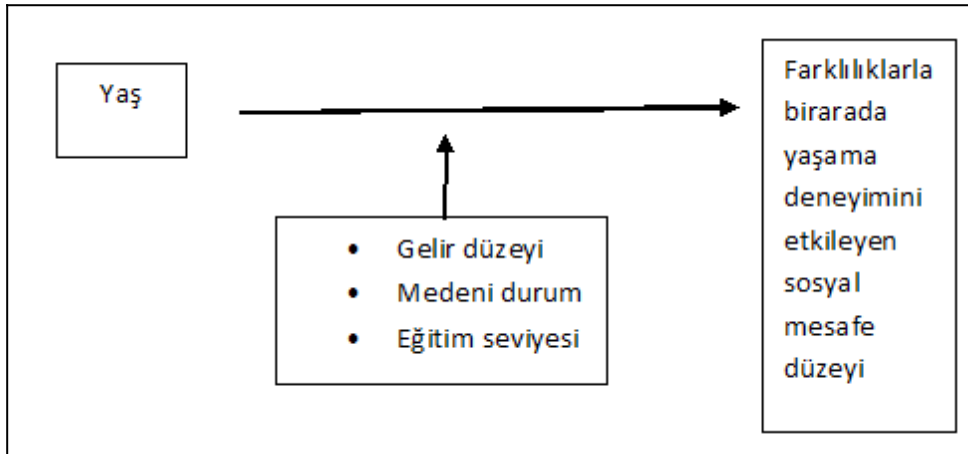 Yaş
• Gelir düzeyi
• Medeni durum
• Eğitim seviyesi
Farklılıklarla
birarada
yaşama
deneyimini
etkileyen
sosyal
mesafe
düzeyi